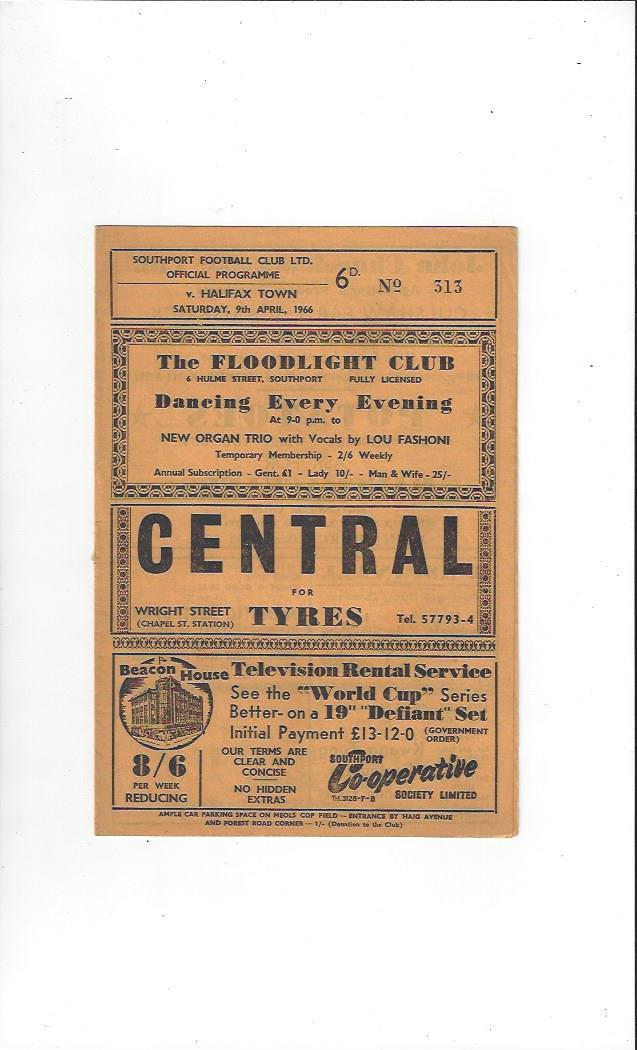 SOUTHPORT FOOTBALL CLUB LTD.
OFFICIAL PROGRAMME
v. HALIFAX TOWN
SATURDAY, 9th APRIL, 1966
6D. Nº 313
The FLOODLIGHT CLUB
6 HULME STREET, SOUTHPORT FULLY LICENSED
Dancing Every Evening
At 9-0 p.m. to
NEW ORGAN TRIO with Vocals by LOU FASHONI
Temporary Membership - 2/6 Weekly
Annual Subscription - Gent. £1 - Lady 10/- - Man & Wife - 25/-
CENTRAL
FOR
WRIGHT STREET
(CHAPEL ST. STATION)
TYRES
Tel. 57793-4
Beacon House
Television Rental Service
See the "World Cup" Series
Better- on a 19" "Defiant" Set
Initial Payment £13-12-0 (GOVERNMENT ORDER)
8/6
PER WEEK
REDUCING
OUR TERMS ARE
CLEAR AND
CONCISE
NO HIDDEN
EXTRAS
SOUTHPORT
Co-operative
SOCIETY LIMITED
Tel. 3126-7-8
AMPLE CAR PARKING SPACE ON MEOLS COP FIELD — ENTRANCE BY HAIG AVENUE
AND FOREST ROAD CORNER — 1/- (Donation to the Club)